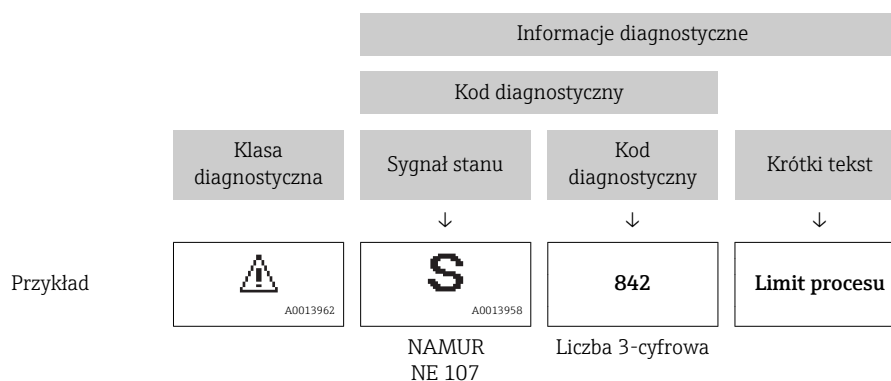 Informacje diagnostyczne
Kod diagnostyczny
Klasa
diagnostyczna
Sygnał stanu
Kod
diagnostyczny
Krótki tekst
↓ ↓ ↓
Przykład
A0013962
S
A0013958
842
Limit procesu
NAMUR
NE 107
Liczba 3-cyfrowa